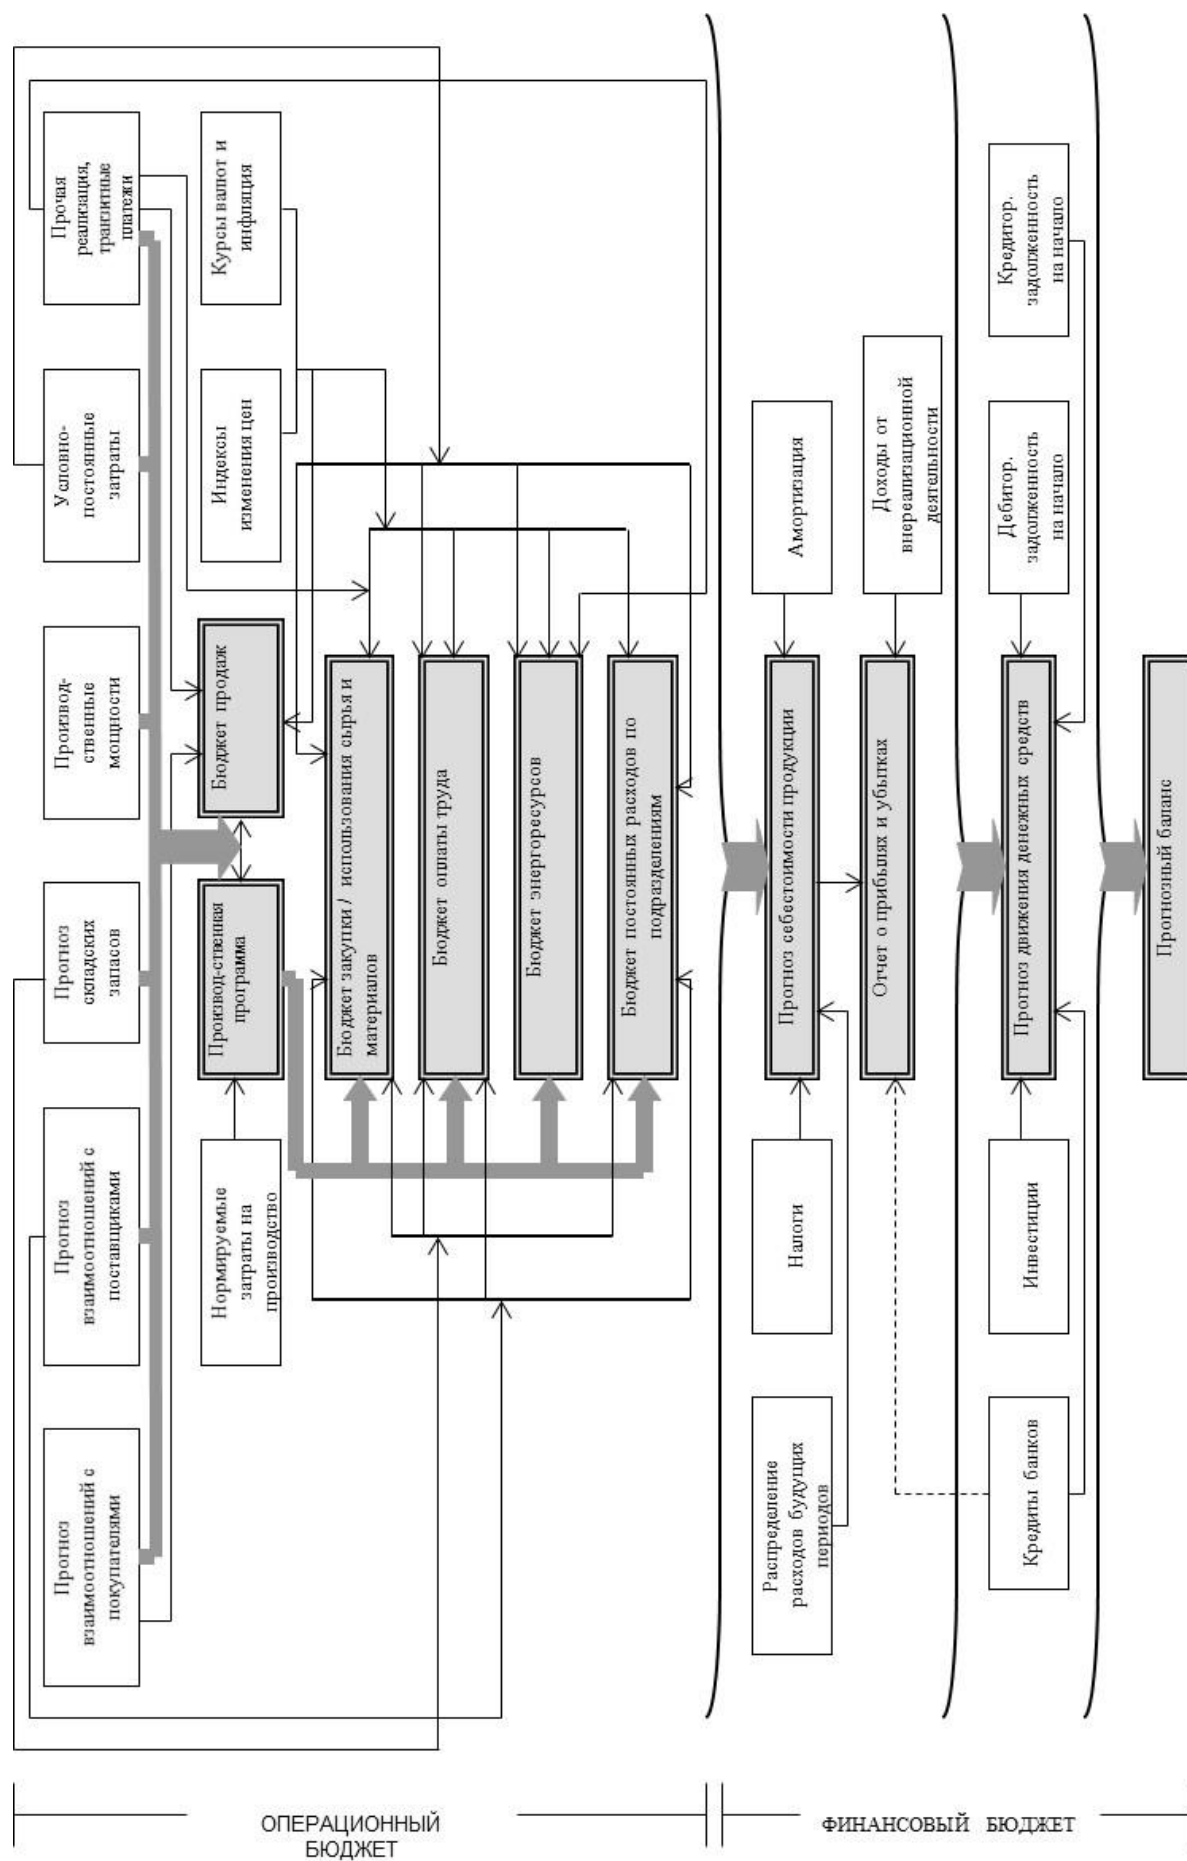 Прогноз
взаимоотношений с
покупателями
Прогноз
взаимоотношений с
поставщиками
Прогноз
складских
запасов
Производ-
ственные
мощности
Условно-
постоянные
затраты
Прочая
реализация,
транзитные
платежи
Нормируемые
затраты на
производство
Производ-ственная
программа
Бюджет продаж
Индексы
изменения цен
Курсы валют и
инфляция
Бюджет закупки / использования сырья и
материалов
Бюджет оплаты труда
Бюджет энергоресурсов
Бюджет постоянных расходов по
подразделениям
Распределение
расходов будущих
периодов
Налоги
Прогноз себестоимости продукции
Амортизация
Отчет о прибылях и убытках
Доходы от
внереализационной
деятельности
Кредиты банков
Инвестиции
Прогноз движения денежных средств
Дебитор.
задолженность
на начало
Кредитор.
задолженность
на начало
Прогнозный баланс
ОПЕРАЦИОННЫЙ
БЮДЖЕТ
ФИНАНСОВЫЙ БЮДЖЕТ